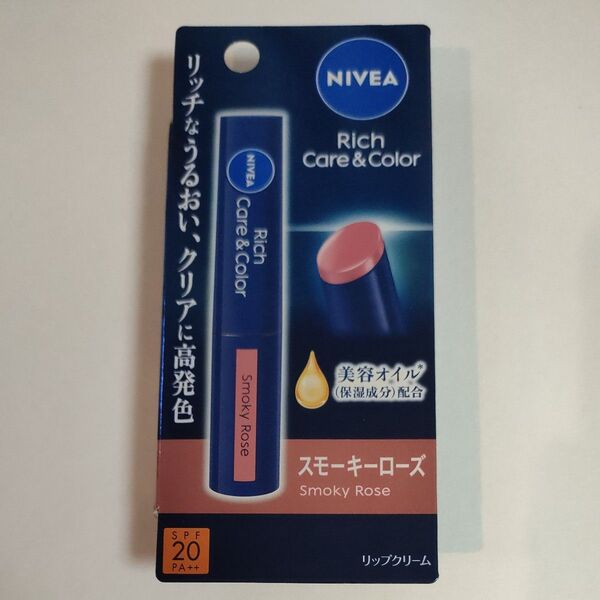 リッチなうるおい、クリアに高発色
NIVEA
Rich
Care & Color
Smoky Rose
NIVEA
Rich
Care & Color
美容オイル*
(保湿成分)配合
スモーキーローズ
Smoky Rose
SPF
20
PA++
リップクリーム